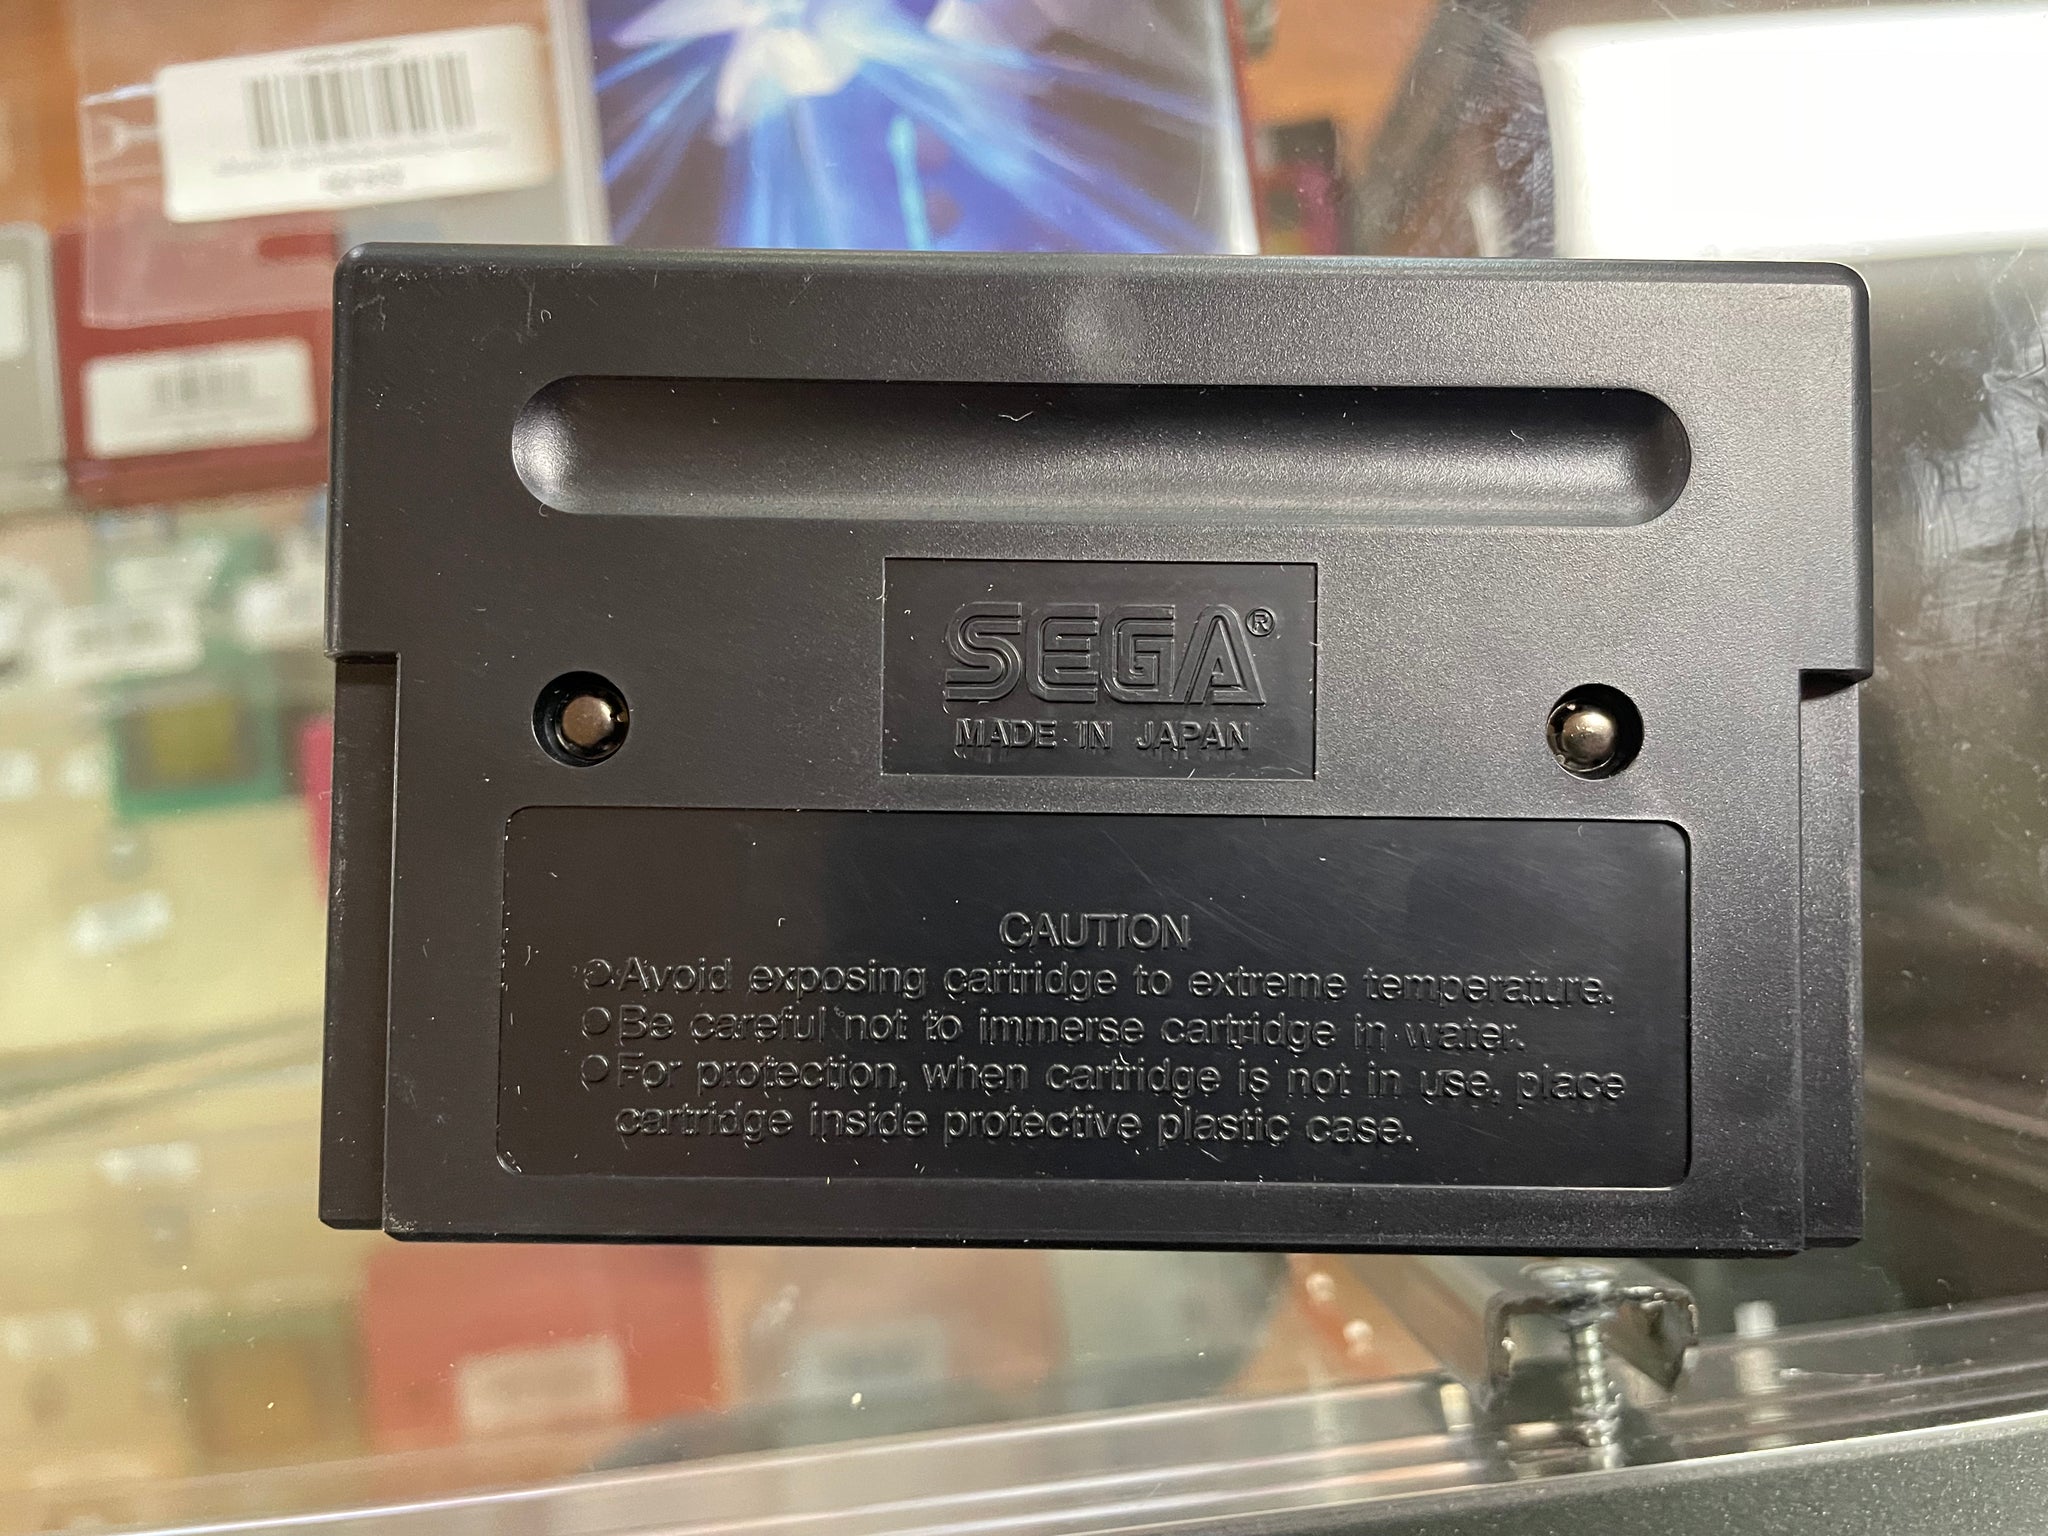 SEGA®
MADE IN JAPAN
CAUTION
●Avoid exposing cartridge to extreme temperature.
●Be careful not to immerse cartridge in water.
●For protection, when cartridge is not in use, place
cartridge inside protective plastic case.